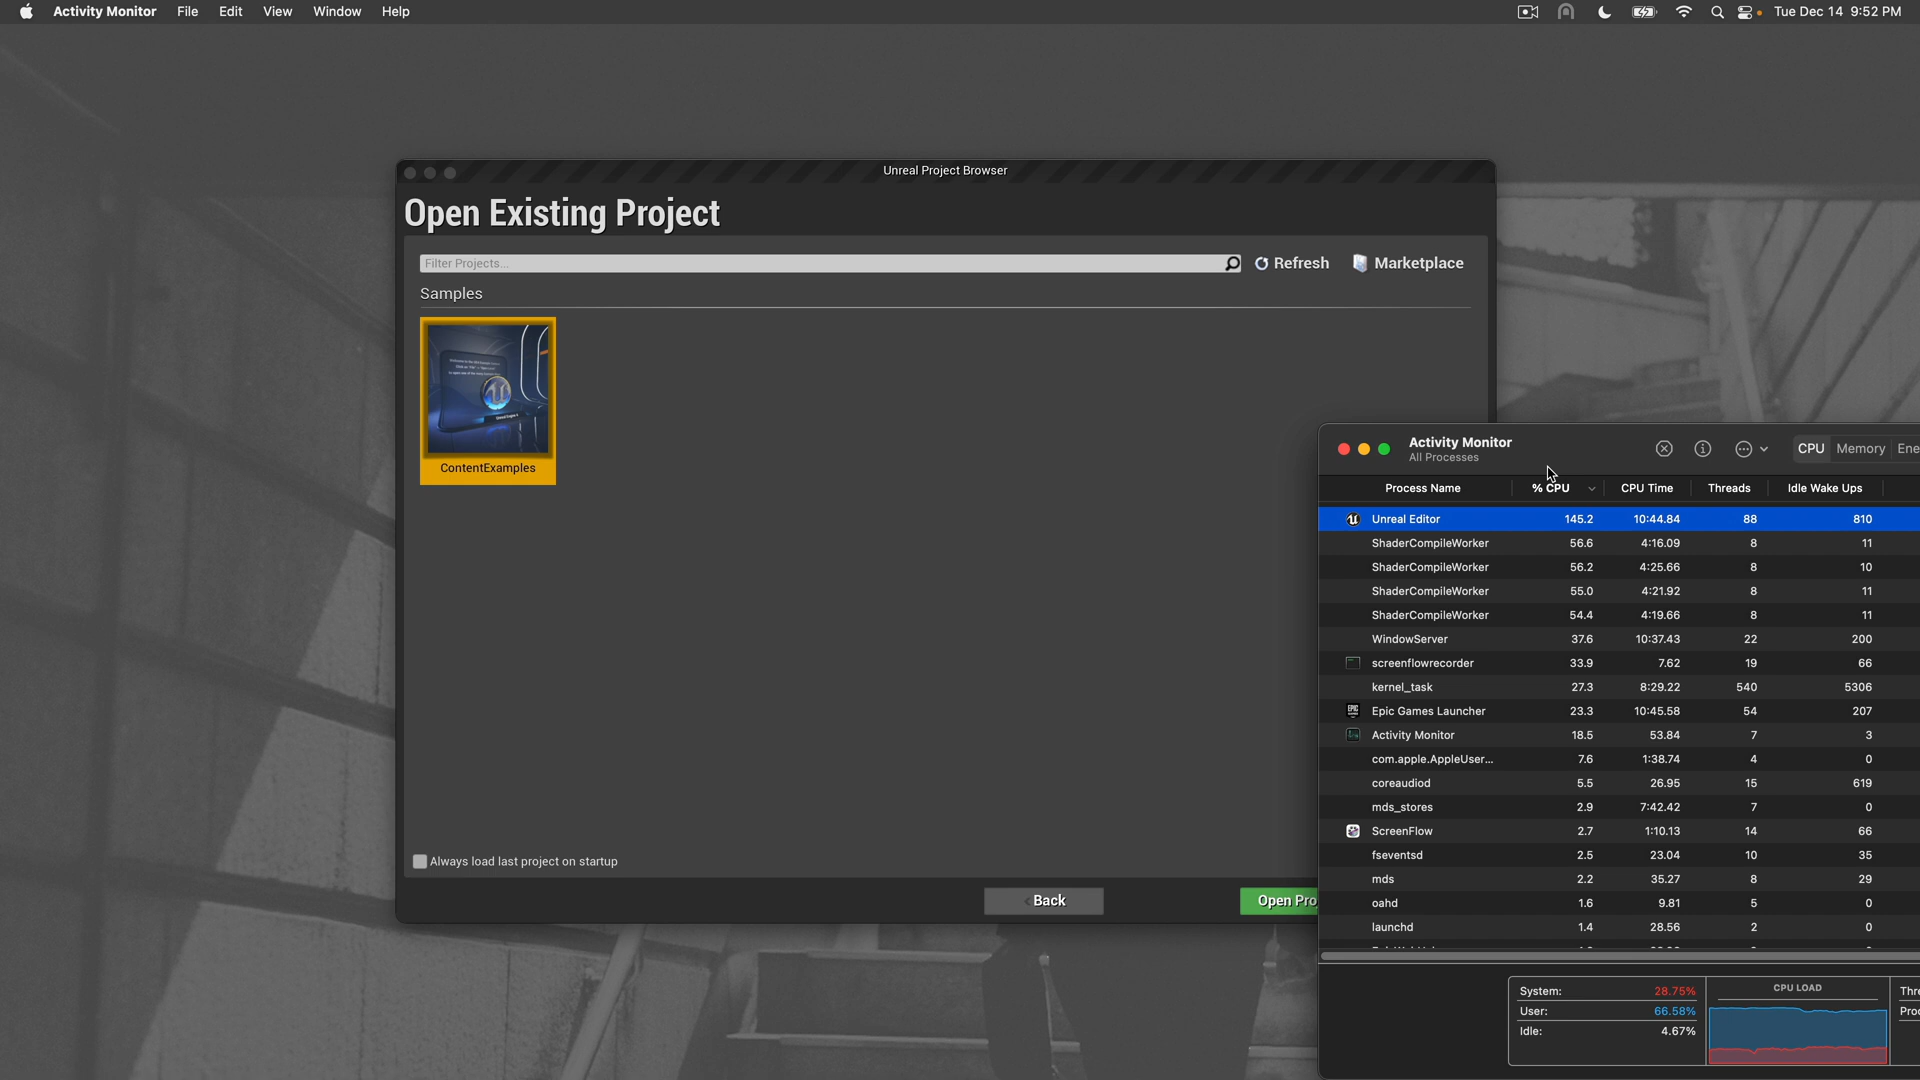 Activity Monitor File Edit View Window Help
Tue Dec 14 9:52 PM
Unreal Project Browser
Open Existing Project
Filter Projects...
Refresh
Marketplace
Samples
ContentExamples
Always load last project on startup
Back
Open Pro
Activity Monitor
All Processes
CPU Memory Ene
Process Name % CPU CPU Time Threads Idle Wake Ups
Unreal Editor 145.2 10:44.84 88 810
ShaderCompileWorker 56.6 4:16.09 8 11
ShaderCompileWorker 56.2 4:25.66 8 10
ShaderCompileWorker 55.0 4:21.92 8 11
ShaderCompileWorker 54.4 4:19.66 8 11
WindowServer 37.6 10:37.43 22 200
screenflowrecorder 33.9 7.62 19 66
kernel_task 27.3 8:29.22 540 5306
Epic Games Launcher 23.3 10:45.58 54 207
Activity Monitor 18.5 53.84 7 3
com.apple.AppleUser... 7.6 1:38.74 4 0
coreaudiod 5.5 26.95 15 619
mds_stores 2.9 7:42.42 7 0
ScreenFlow 2.7 1:10.13 14 66
fseventsd 2.5 23.04 10 35
mds 2.2 35.27 8 29
oahd 1.6 9.81 5 0
launchd 1.4 28.56 2 0
System: 28.75%
User: 66.58%
Idle: 4.67%
CPU LOAD
Thre
Proc